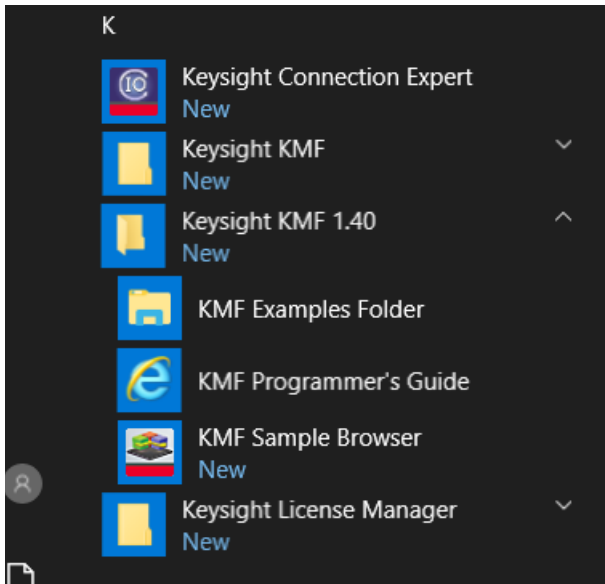 K
IO
Keysight Connection Expert
New
Keysight KMF
New
Keysight KMF 1.40
New
KMF Examples Folder
KMF Programmer's Guide
KMF Sample Browser
New
Keysight License Manager
New